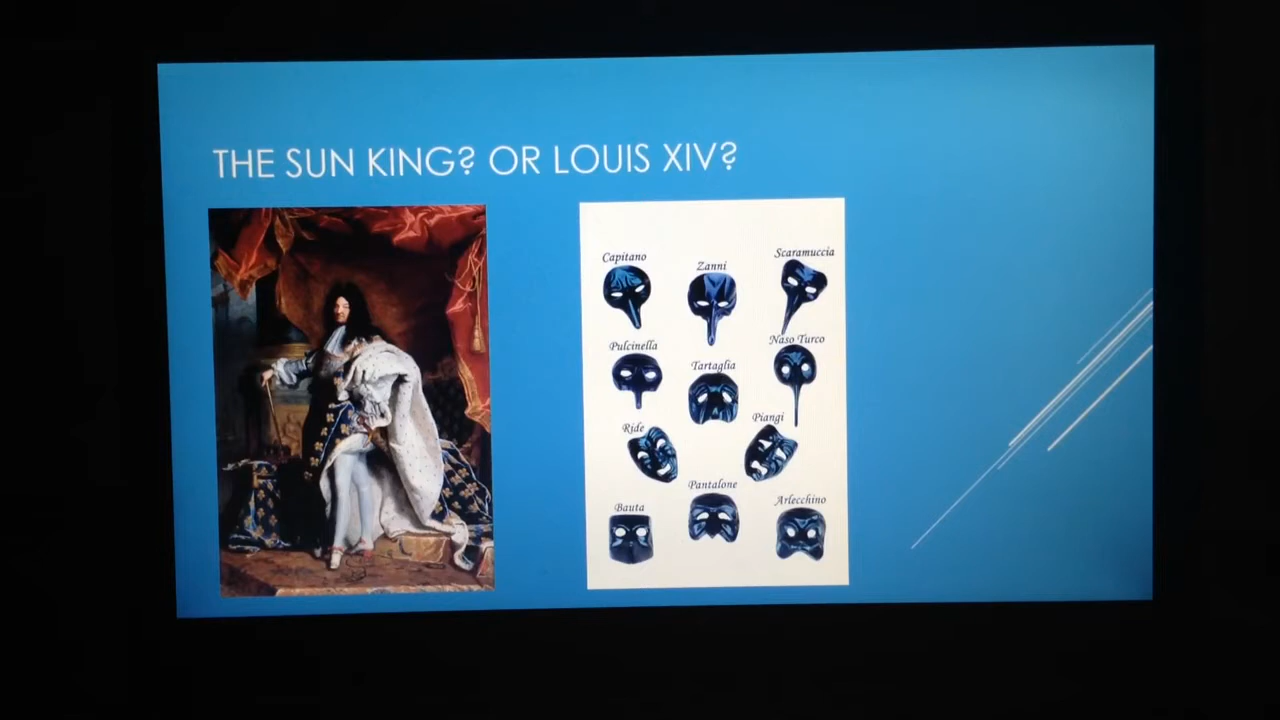 THE SUN KING? OR LOUIS XIV?
Capitano
Zanni
Scaramuccia
Pulcinella
Tartaglia
Naso Turco
Ride
Piangi
Bauta
Pantalone
Arlecchino